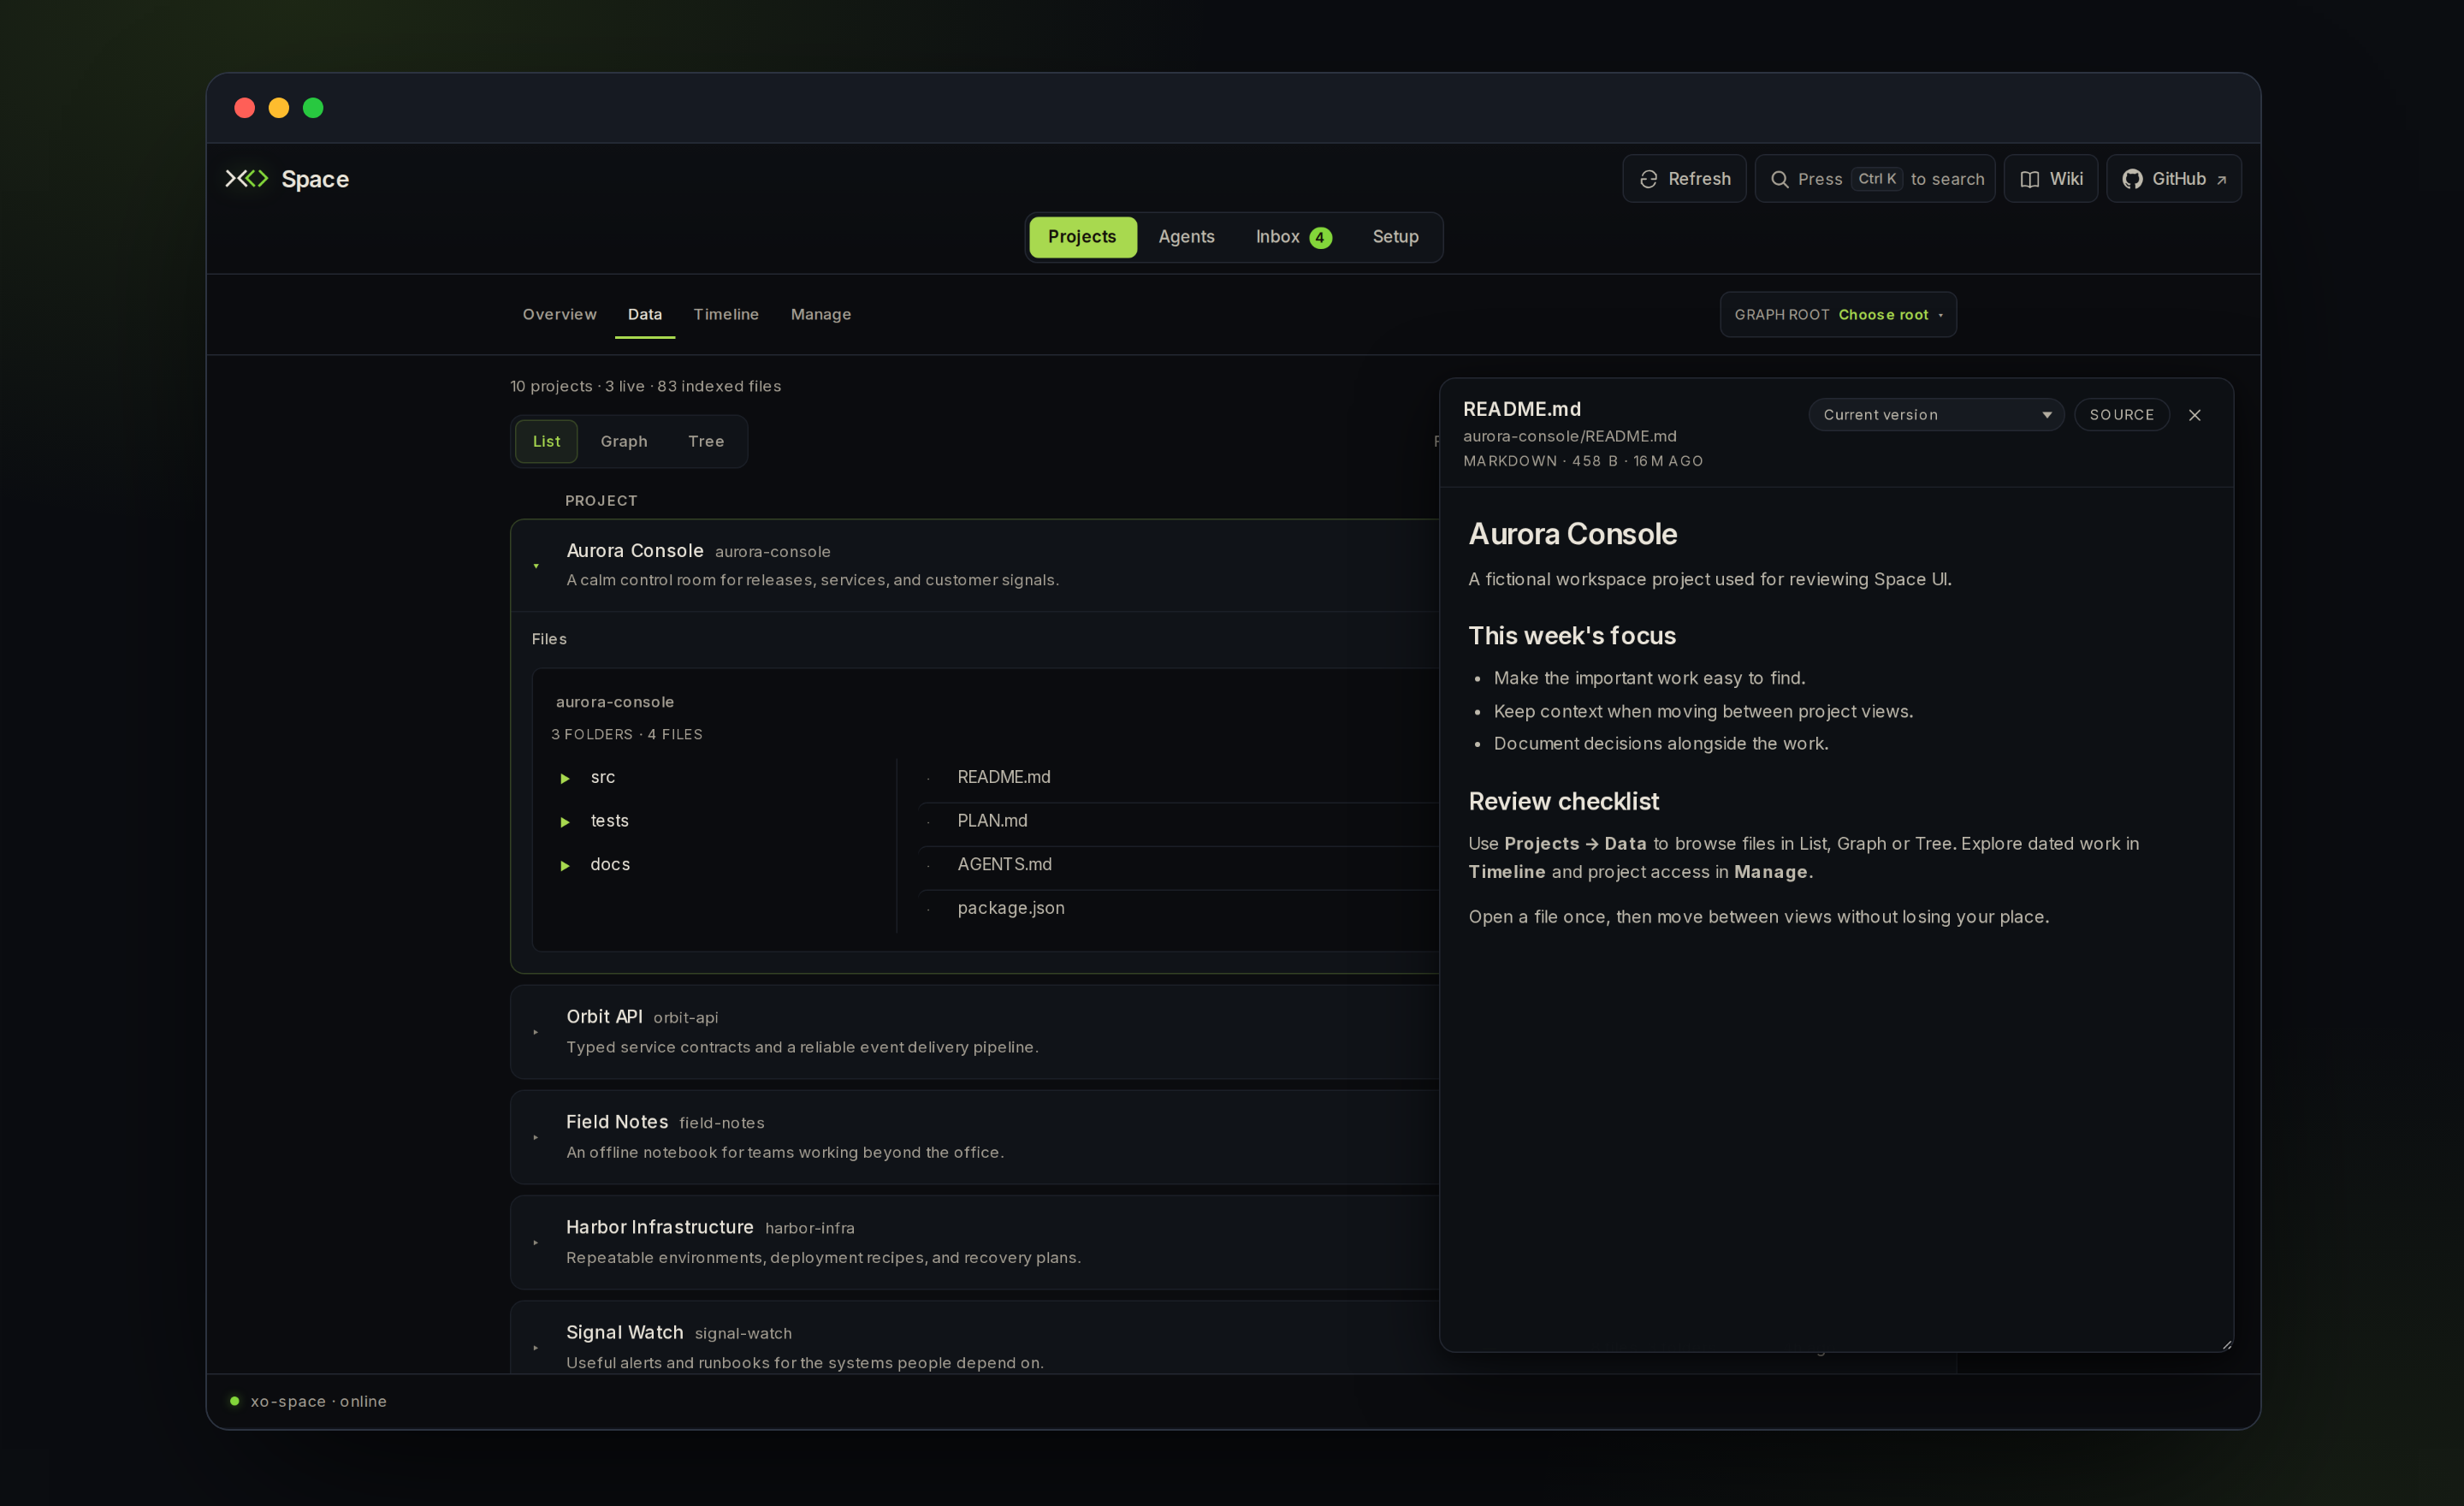 Space
Refresh
Press Ctrl K to search
Wiki
GitHub
Projects
Agents
Inbox 4
Setup
Overview
Data
Timeline
Manage
GRAPH ROOT Choose root
10 projects · 3 live · 83 indexed files
List
Graph
Tree
PROJECT
Aurora Console aurora-console
A calm control room for releases, services, and customer signals.
Files
aurora-console
3 FOLDERS · 4 FILES
src
tests
docs
README.md
PLAN.md
AGENTS.md
package.json
Orbit API orbit-api
Typed service contracts and a reliable event delivery pipeline.
Field Notes field-notes
An offline notebook for teams working beyond the office.
Harbor Infrastructure harbor-infra
Repeatable environments, deployment recipes, and recovery plans.
Signal Watch signal-watch
Useful alerts and runbooks for the systems people depend on.
README.md
Current version
SOURCE
aurora-console/README.md
MARKDOWN · 458 B · 16M AGO
Aurora Console
A fictional workspace project used for reviewing Space UI.
This week's focus
• Make the important work easy to find.
• Keep context when moving between project views.
• Document decisions alongside the work.
Review checklist
Use Projects → Data to browse files in List, Graph or Tree. Explore dated work in
Timeline and project access in Manage.
Open a file once, then move between views without losing your place.
xo-space · online